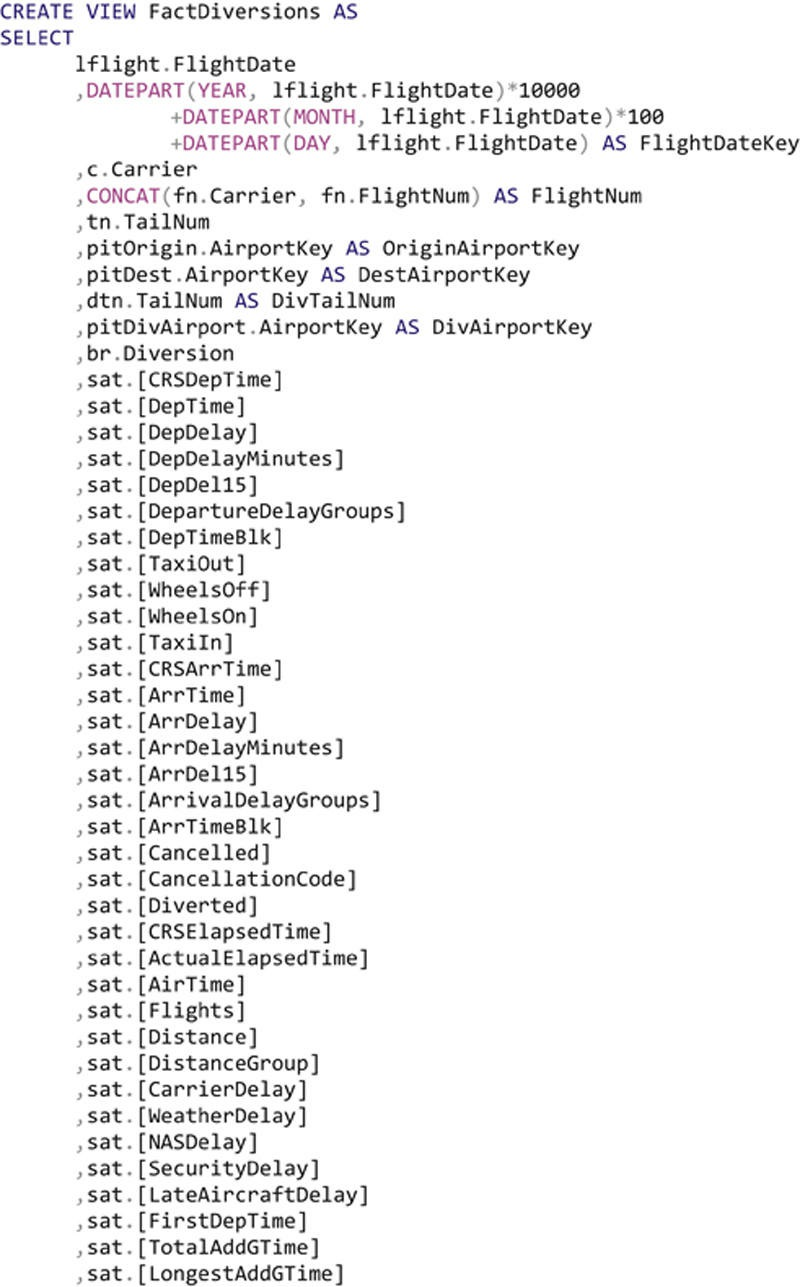 CREATE VIEW FactDiversions AS
SELECT
lflight.FlightDate
,DATEPART(YEAR, lflight.FlightDate)*10000
+DATEPART(MONTH, lflight.FlightDate)*100
+DATEPART(DAY, lflight.FlightDate) AS FlightDateKey
,c.Carrier
,CONCAT(fn.Carrier, fn.FlightNum) AS FlightNum
,tn.TailNum
,pitOrigin.AirportKey AS OriginAirportKey
,pitDest.AirportKey AS DestAirportKey
,dtn.TailNum AS DivTailNum
,pitDivAirport.AirportKey AS DivAirportKey
,br.Diversion
,sat.[CRSDepTime]
,sat.[DepTime]
,sat.[DepDelay]
,sat.[DepDelayMinutes]
,sat.[DepDel15]
,sat.[DepartureDelayGroups]
,sat.[DepTimeBlk]
,sat.[TaxiOut]
,sat.[WheelsOff]
,sat.[WheelsOn]
,sat.[TaxiIn]
,sat.[CRSArrTime]
,sat.[ArrTime]
,sat.[ArrDelay]
,sat.[ArrDelayMinutes]
,sat.[ArrDel15]
,sat.[ArrivalDelayGroups]
,sat.[ArrTimeBlk]
,sat.[Cancelled]
,sat.[CancellationCode]
,sat.[Diverted]
,sat.[CRSElapsedTime]
,sat.[ActualElapsedTime]
,sat.[AirTime]
,sat.[Flights]
,sat.[Distance]
,sat.[DistanceGroup]
,sat.[CarrierDelay]
,sat.[WeatherDelay]
,sat.[NASDelay]
,sat.[SecurityDelay]
,sat.[LateAircraftDelay]
,sat.[FirstDepTime]
,sat.[TotalAddGTime]
,sat.[LongestAddGTime]